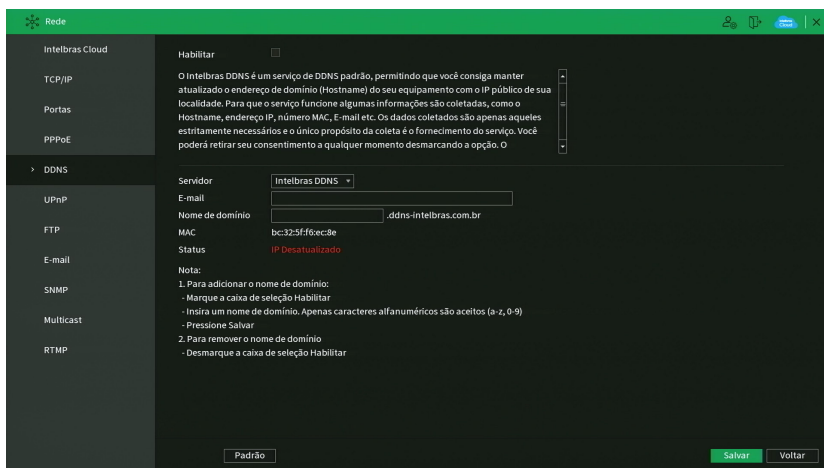 Rede
Cloud
Intelbras Cloud
TCP/IP
Portas
PPPoE
DDNS
UPnP
FTP
E-mail
SNMP
Multicast
RTMP
Habilitar
O Intelbras DDNS é um serviço de DDNS padrão, permitindo que você consiga manter
atualizado o endereço de domínio (Hostname) do seu equipamento com o IP público de sua
localidade. Para que o serviço funcione algumas informações são coletadas, como o
Hostname, endereço IP, número MAC, E-mail etc. Os dados coletados são apenas aqueles
estritamente necessários e o único propósito da coleta é o fornecimento do serviço. Você
poderá retirar seu consentimento a qualquer momento desmarcando a opção. O
Servidor Intelbras DDNS
E-mail
Nome de domínio .ddns-intelbras.com.br
MAC bc:32:5f:f6:ec:8e
Status IP Desatualizado
Nota:
1. Para adicionar o nome de domínio:
- Marque a caixa de seleção Habilitar
- Insira um nome de domínio. Apenas caracteres alfanuméricos são aceitos (a-z, 0-9)
- Pressione Salvar
2. Para remover o nome de domínio
- Desmarque a caixa de seleção Habilitar
Padrão Salvar Voltar